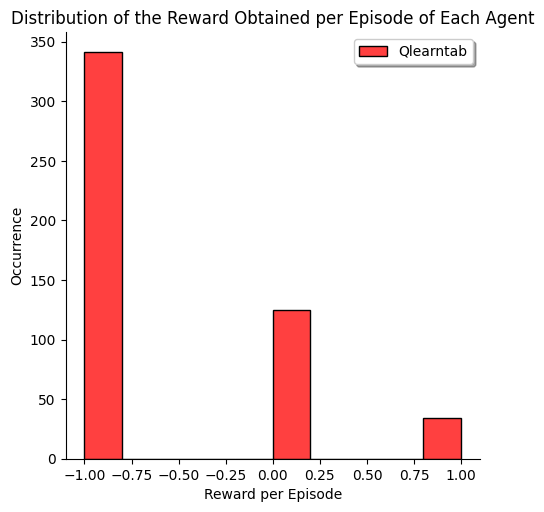 Distribution of the Reward Obtained per Episode of Each Agent
Qlearntab
Occurrence
350
300
250
200
150
100
50
0
−1.00 −0.75 −0.50 −0.25 0.00 0.25 0.50 0.75 1.00
Reward per Episode